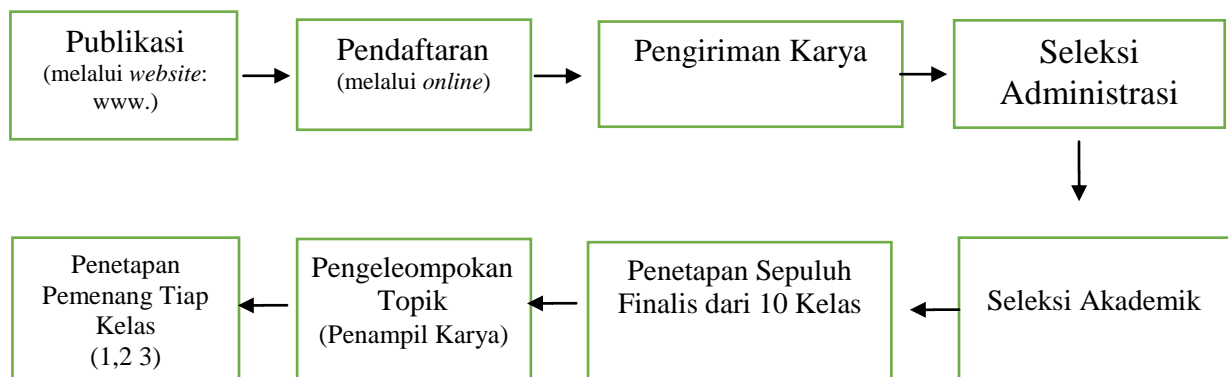 Publikasi
(melalui website:
www.)
Pendaftaran
(melalui online)
Pengiriman Karya
Seleksi
Administrasi
Seleksi Akademik
Penetapan Sepuluh
Finalis dari 10 Kelas
Pengeleompokan
Topik
(Penampil Karya)
Penetapan
Pemenang Tiap
Kelas
(1,2 3)